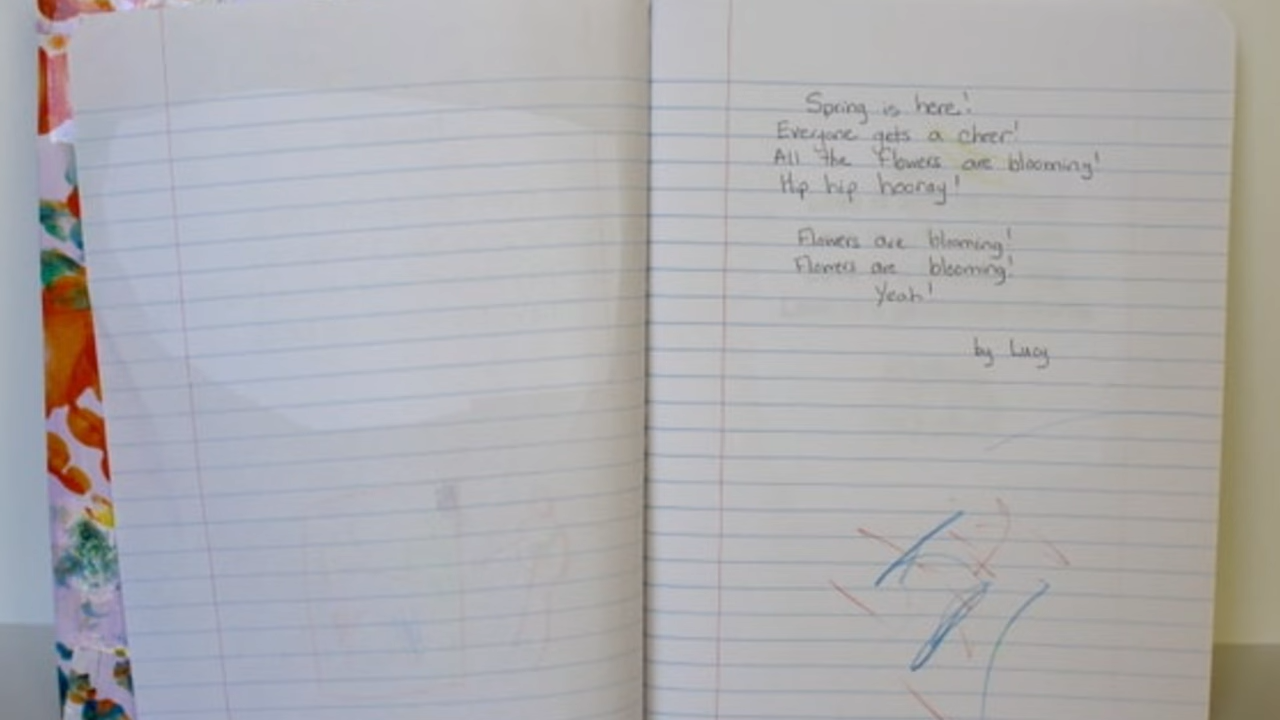 Spring is here!
Everyone gets a cheer!
All the flowers are blooming!
Hip hip hooray!
Flowers are blooming!
Flowers are blooming!
Yeah!
by Lucy